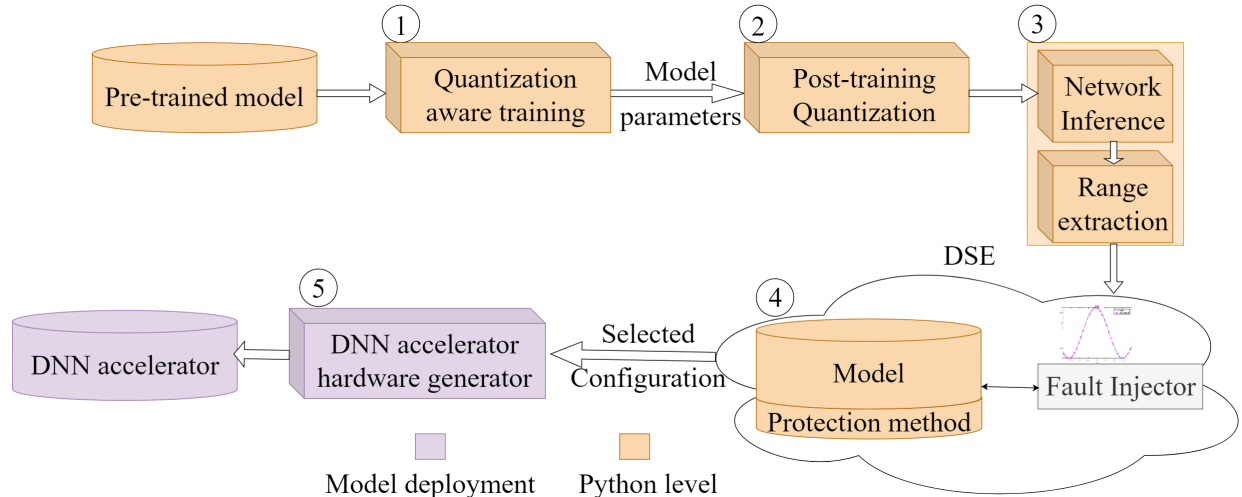 1
2
3
Pre-trained model
Quantization
aware training
Model
parameters
Post-training
Quantization
Network
Inference
Range
extraction
DSE
4
5
DNN accelerator
DNN accelerator
hardware generator
Selected
Configuration
Model
Protection method
Fault Injector
Model deployment
Python level